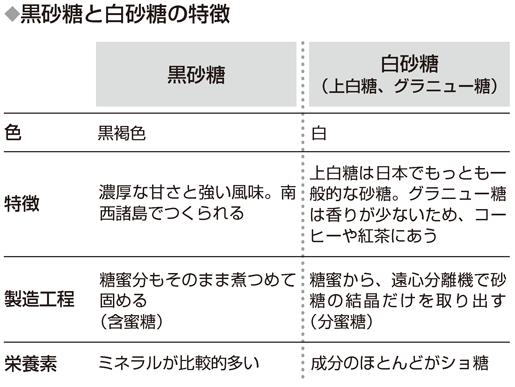 ◆黒砂糖と白砂糖の特徴
黒砂糖
白砂糖
（上白糖、グラニュー糖）
色
黒褐色
白
特徴
濃厚な甘さと強い風味。南
西諸島でつくられる
上白糖は日本でもっとも一
般的な砂糖。グラニュー糖
は香りが少ないため、コー
ヒーや紅茶にあう
製造工程
糖蜜分もそのまま煮つめて
固める
（含蜜糖）
糖蜜から、遠心分離機で砂
糖の結晶だけを取り出す
（分蜜糖）
栄養素
ミネラルが比較的多い
成分のほとんどがショ糖